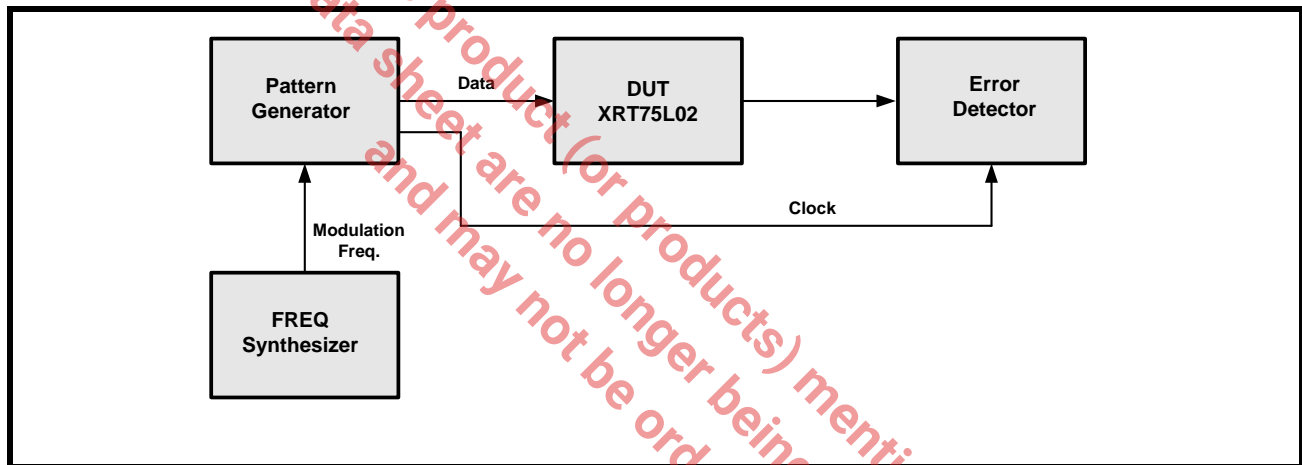 Pattern
Generator
Data
DUT
XRT75L02
Error
Detector
Clock
Modulation
Freq.
FREQ
Synthesizer
product (or products) menti
ata sheet are no longer being
and may not be ord